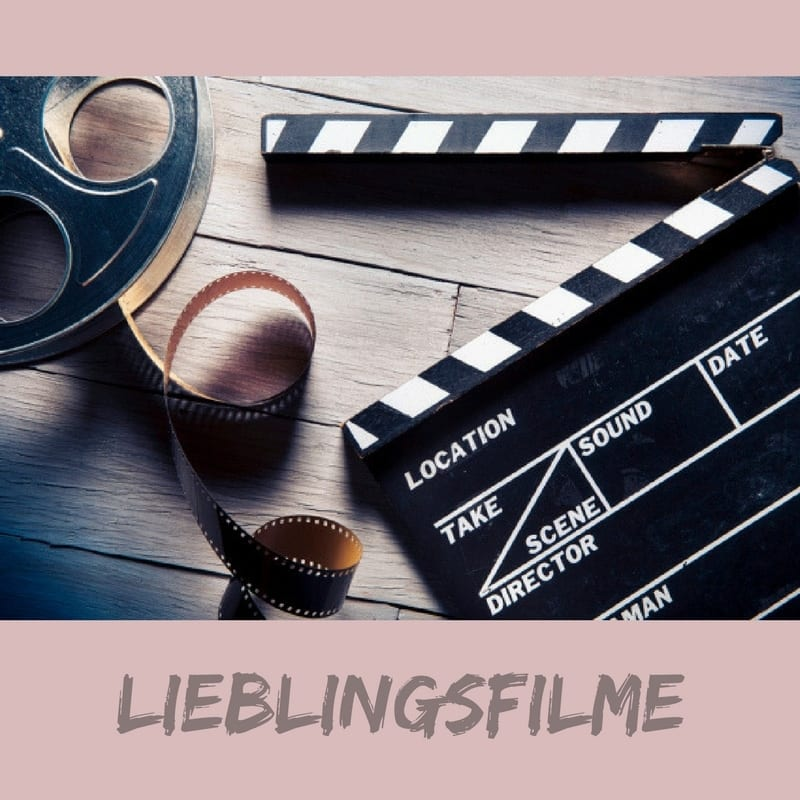 LOCATION
TAKE
SCENE
SOUND
DATE
DIRECTOR
LIEBLINGSFILME